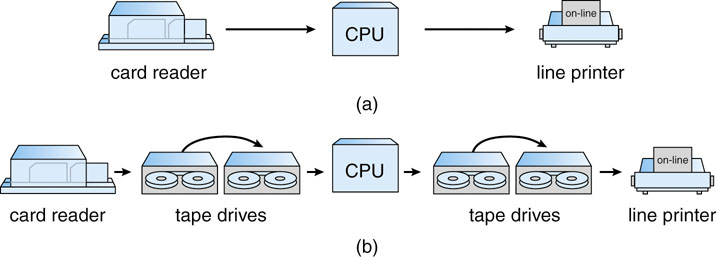 on-line
CPU
card reader
line printer
(a)
on-line
CPU
card reader
tape drives
tape drives
line printer
(b)